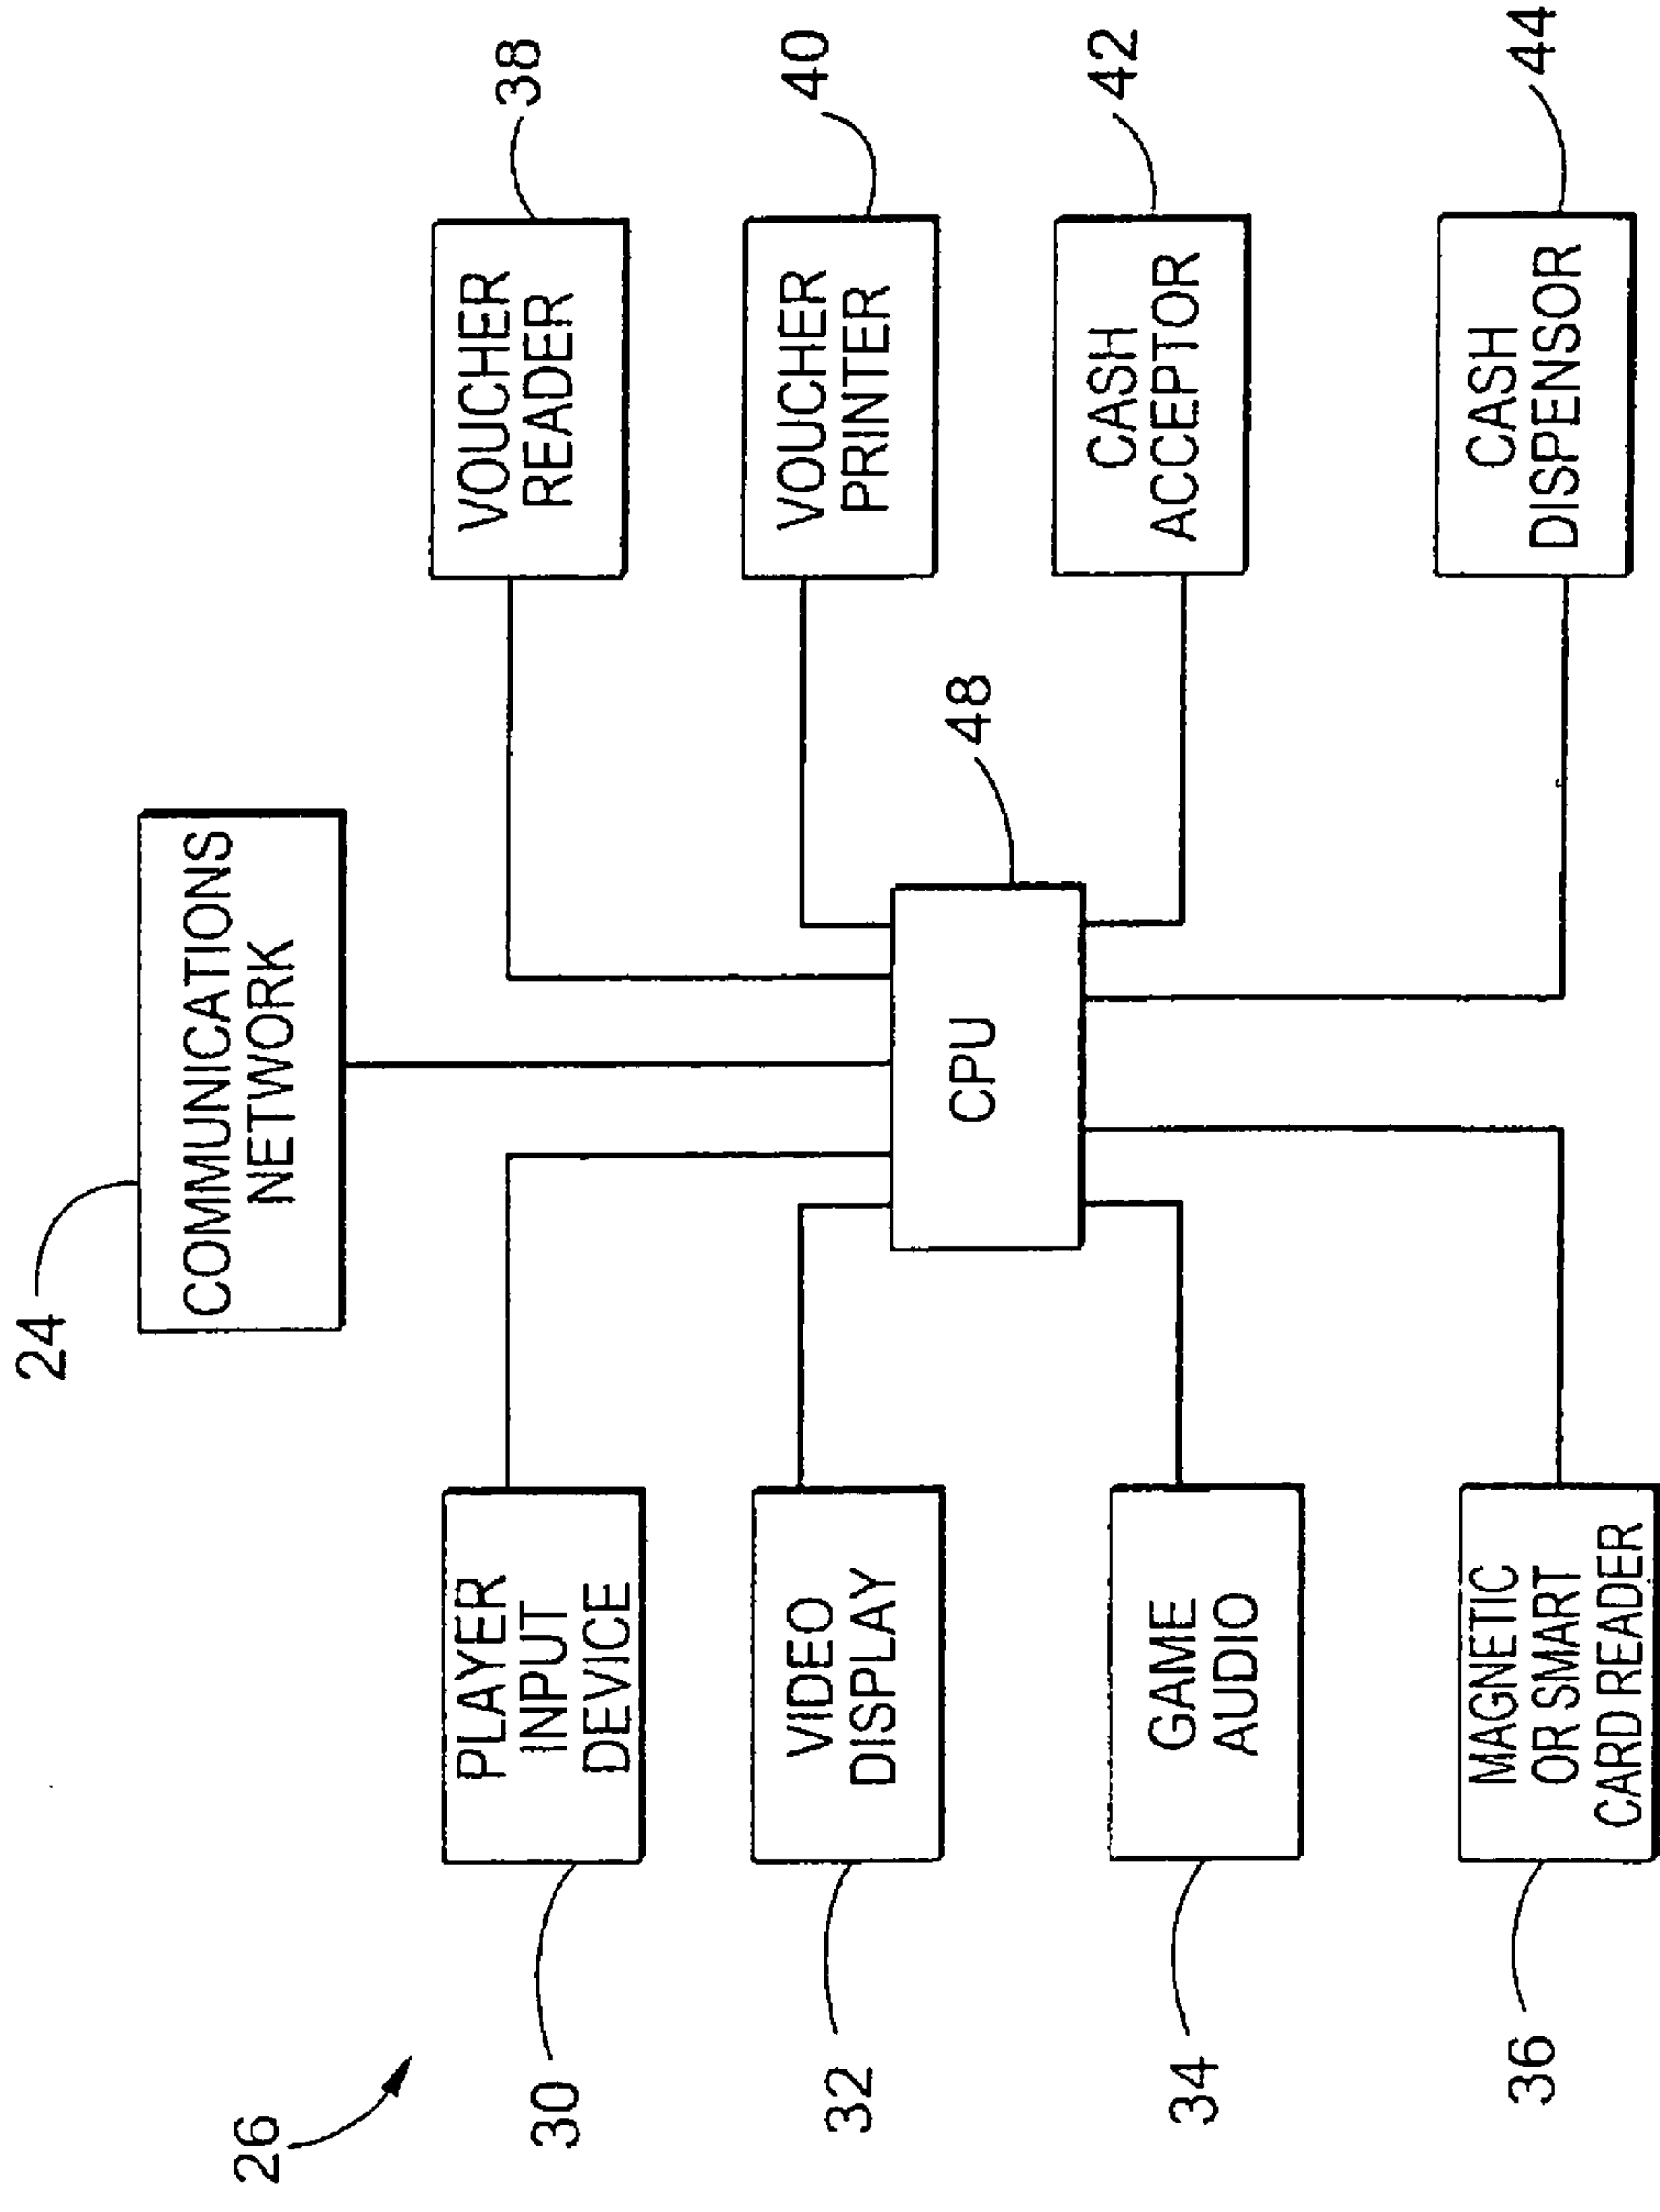 26
24
COMMUNICATIONS
NETWORK
30
PLAYER
INPUT
DEVICE
VOUCHER
READER
38
32
VIDEO
DISPLAY
VOUCHER
PRINTER
40
CPU
48
34
GAME
AUDIO
CASH
ACCEPTOR
42
36
MAGNETIC
OR SMART
CARD READER
CASH
DISPENSOR
44